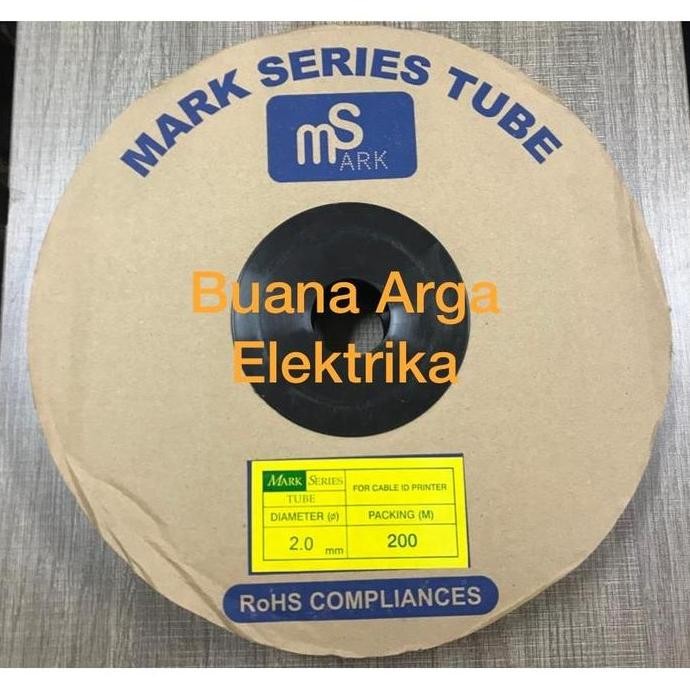 MARK SERIES TUBE
mS
ARK
Buana Arga
Elektrika
MARK SERIES
TUBE
FOR CABLE ID PRINTER
DIAMETER (ø)
PACKING (M)
2.0 mm
200
RoHS COMPLIANCES